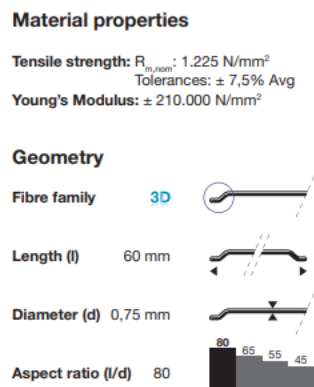 Material properties
Tensile strength: Rm,nom: 1.225 N/mm²
Tolerances: ± 7,5% Avg
Young's Modulus: ± 210.000 N/mm²
Geometry
Fibre family 3D
Length (l) 60 mm
Diameter (d) 0,75 mm
Aspect ratio (l/d) 80
80 65 55 45